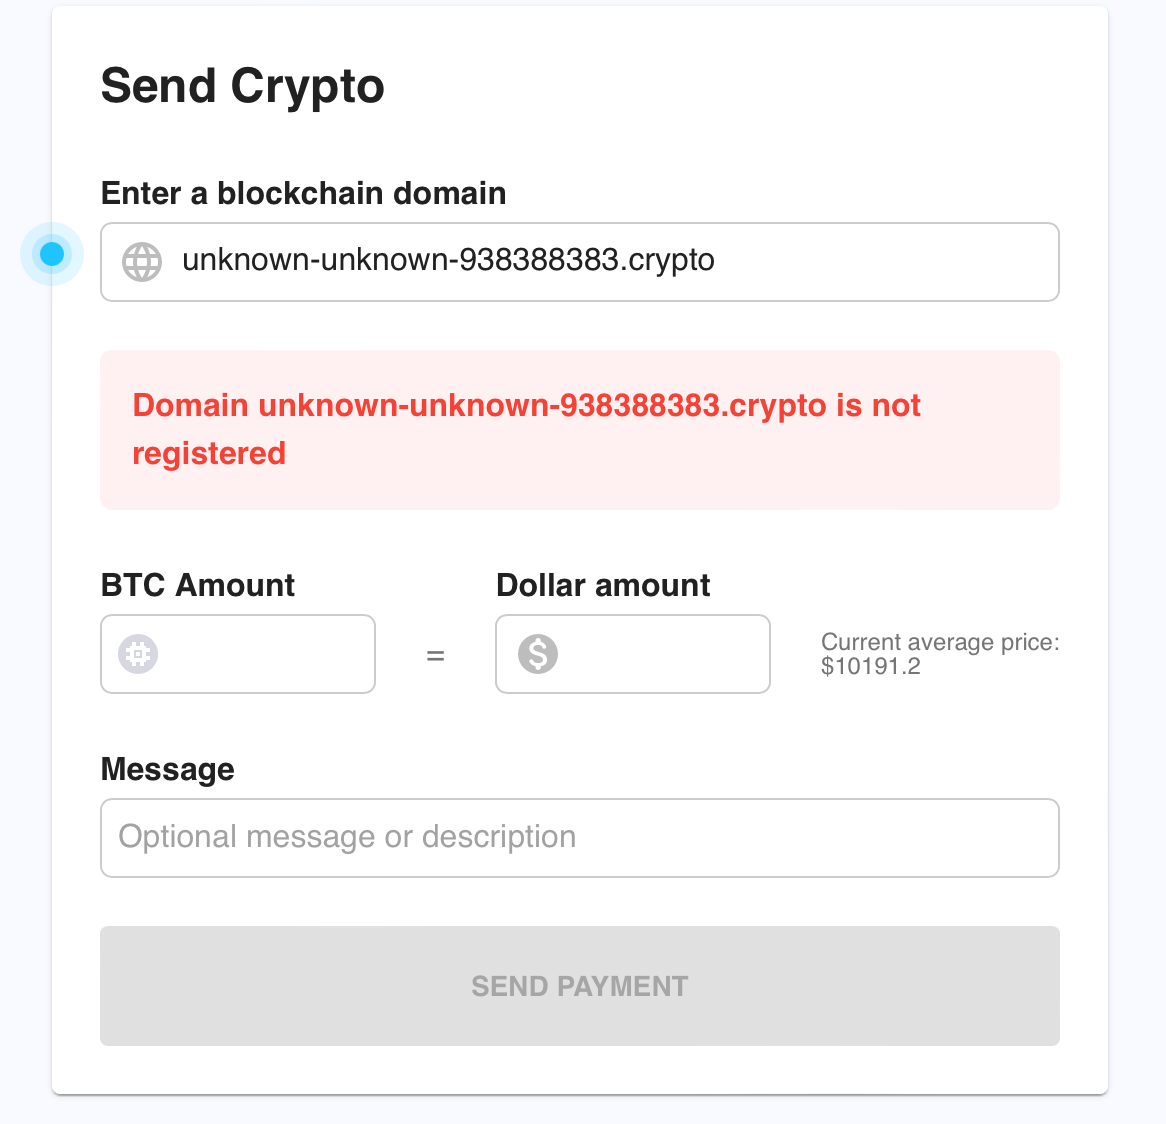 Send Crypto
Enter a blockchain domain
unknown-unknown-938388383.crypto
Domain unknown-unknown-938388383.crypto is not
registered
BTC Amount
Dollar amount
=
$
Current average price:
$10191.2
Message
Optional message or description
SEND PAYMENT